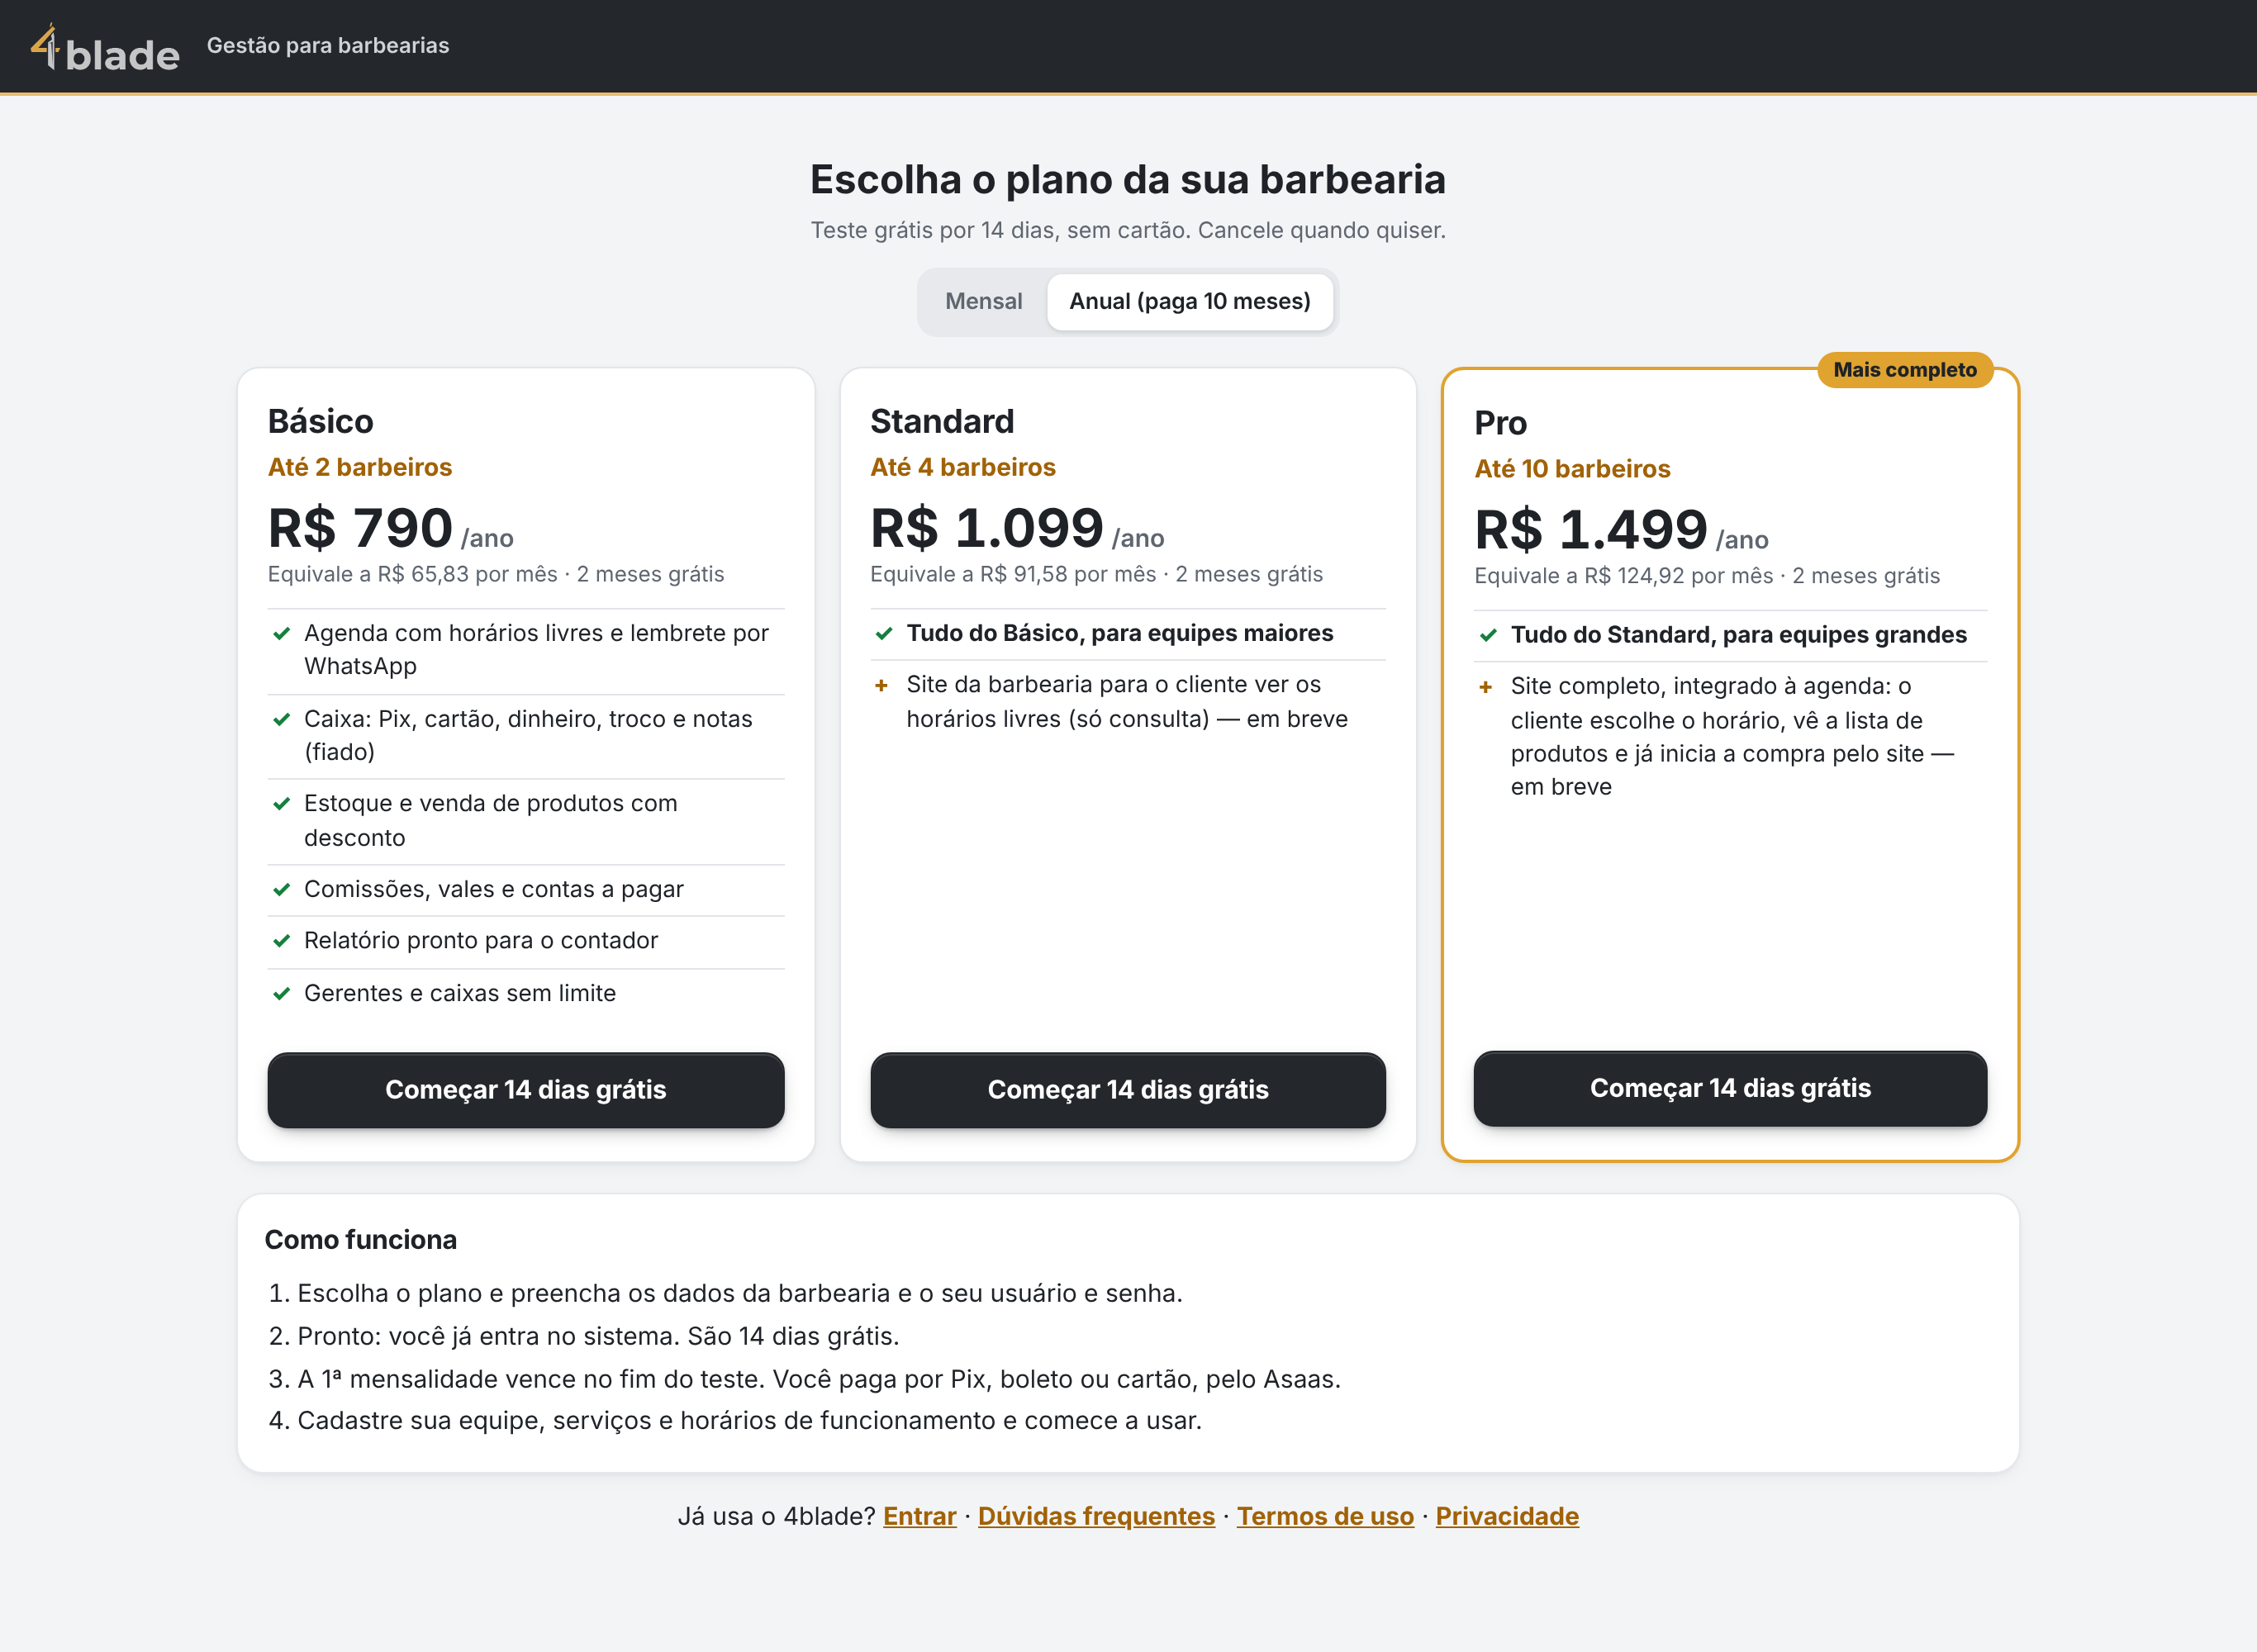 4blade
Gestão para barbearias
Escolha o plano da sua barbearia
Teste grátis por 14 dias, sem cartão. Cancele quando quiser.
Mensal
Anual (paga 10 meses)
Básico
Até 2 barbeiros
R$ 790 /ano
Equivale a R$ 65,83 por mês · 2 meses grátis
✓ Agenda com horários livres e lembrete por
WhatsApp
✓ Caixa: Pix, cartão, dinheiro, troco e notas
(fiado)
✓ Estoque e venda de produtos com
desconto
✓ Comissões, vales e contas a pagar
✓ Relatório pronto para o contador
✓ Gerentes e caixas sem limite
Começar 14 dias grátis
Standard
Até 4 barbeiros
R$ 1.099 /ano
Equivale a R$ 91,58 por mês · 2 meses grátis
✓ Tudo do Básico, para equipes maiores
+ Site da barbearia para o cliente ver os
horários livres (só consulta) — em breve
Começar 14 dias grátis
Mais completo
Pro
Até 10 barbeiros
R$ 1.499 /ano
Equivale a R$ 124,92 por mês · 2 meses grátis
✓ Tudo do Standard, para equipes grandes
+ Site completo, integrado à agenda: o
cliente escolhe o horário, vê a lista de
produtos e já inicia a compra pelo site —
em breve
Começar 14 dias grátis
Como funciona
1. Escolha o plano e preencha os dados da barbearia e o seu usuário e senha.
2. Pronto: você já entra no sistema. São 14 dias grátis.
3. A 1ª mensalidade vence no fim do teste. Você paga por Pix, boleto ou cartão, pelo Asaas.
4. Cadastre sua equipe, serviços e horários de funcionamento e comece a usar.
Já usa o 4blade? Entrar · Dúvidas frequentes · Termos de uso · Privacidade